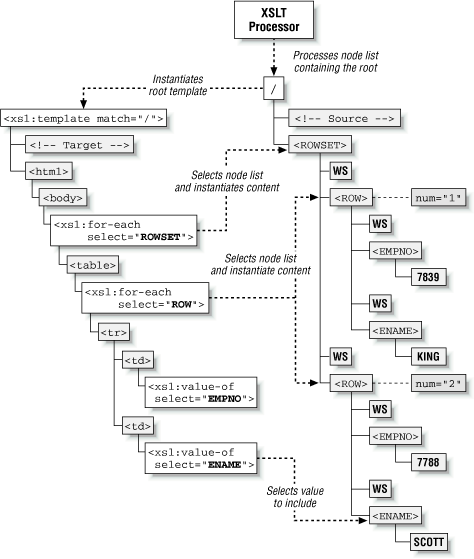 XSLT
Processor
Processes node list
containing the root
Instantiates
root template
/
<xsl:template match="/">
<!-- Source -->
<!-- Target -->
<ROWSET>
<html>
Selects node list
and instantiates content
WS
<body>
<ROW>
num="1"
<xsl:for-each
select="ROWSET">
WS
<EMPNO>
<table>
Selects node list
and instantiate content
7839
<xsl:for-each
select="ROW">
WS
<tr>
<ENAME>
<td>
WS
KING
<xsl:value-of
select="EMPNO">
<ROW>
num="2"
WS
<td>
<EMPNO>
<xsl:value-of
select="ENAME">
7788
Selects value
to include
WS
<ENAME>
SCOTT